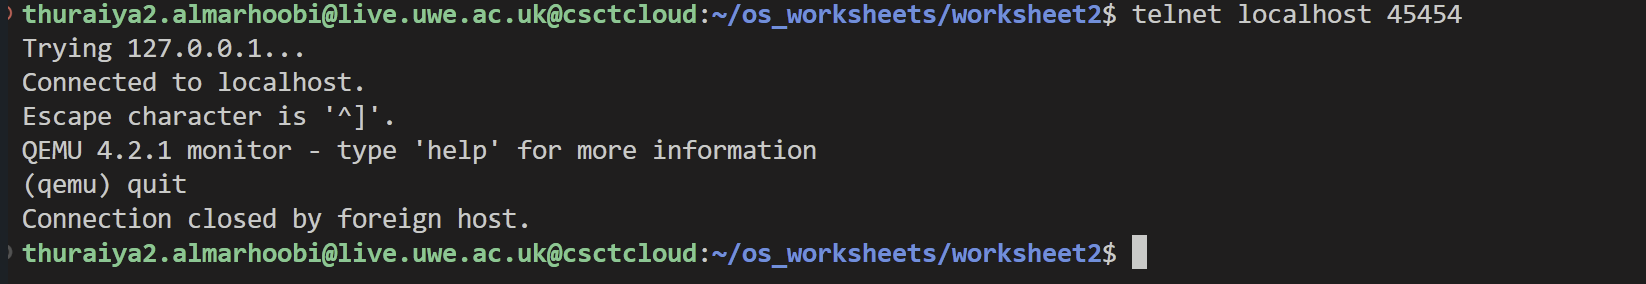 thuraiya2.almarhoobi@live.uwe.ac.uk@csctcloud:~/os_worksheets/worksheet2$ telnet localhost 45454
Trying 127.0.0.1...
Connected to localhost.
Escape character is '^]'.
QEMU 4.2.1 monitor - type 'help' for more information
(qemu) quit
Connection closed by foreign host.
thuraiya2.almarhoobi@live.uwe.ac.uk@csctcloud:~/os_worksheets/worksheet2$